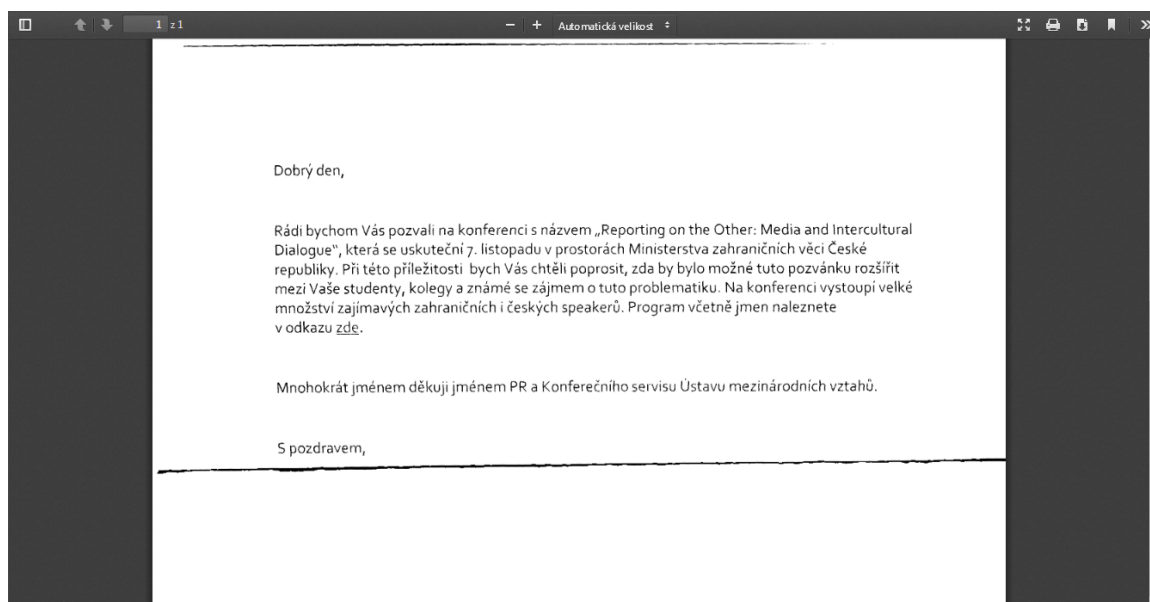 1 z 1
Automatická velikost
Dobrý den,
Rádi bychom Vás pozvali na konferenci s názvem „Reporting on the Other: Media and Intercultural
Dialogue“, která se uskuteční 7. listopadu v prostorách Ministerstva zahraničních věci České
republiky. Při této příležitosti bych Vás chtěli poprosit, zda by bylo možné tuto pozvánku rozšířit
mezi Vaše studenty, kolegy a známé se zájmem o tuto problematiku. Na konferenci vystoupí velké
množství zajímavých zahraničních i českých speakerů. Program včetně jmen naleznete
v odkazu zde.
Mnohokrát jménem děkuji jménem PR a Konferečního servisu Ústavu mezinárodních vztahů.
S pozdravem,